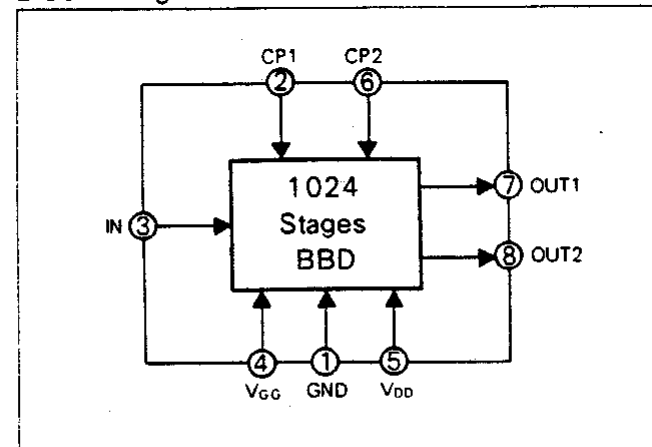 CP1 CP2
② ⑥
1024
Stages
BBD
IN ③
⑦ OUT1
⑧ OUT2
④ ① ⑤
VGG GND VDD